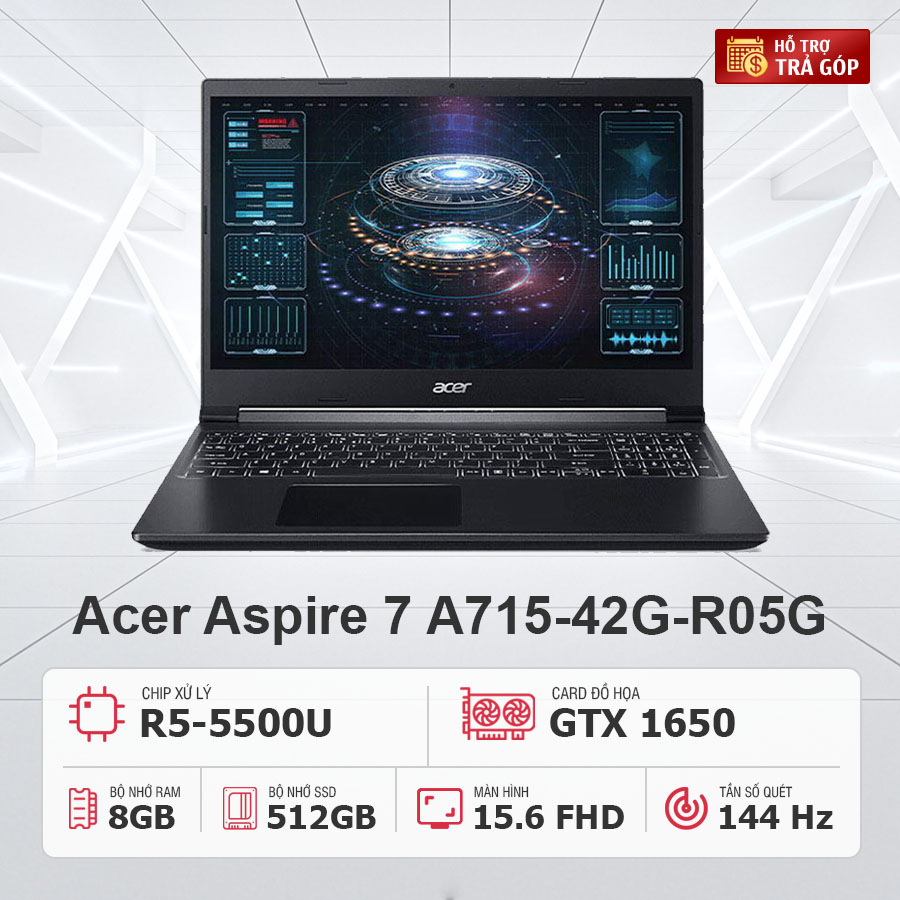 HỖ TRỢ
TRẢ GÓP
WARNING
acer
Acer Aspire 7 A715-42G-R05G
CHIP XỬ LÝ
R5-5500U
CARD ĐỒ HỌA
GTX 1650
BỘ NHỚ RAM
8GB
BỘ NHỚ SSD
512GB
MÀN HÌNH
15.6 FHD
TẦN SỐ QUÉT
144 Hz